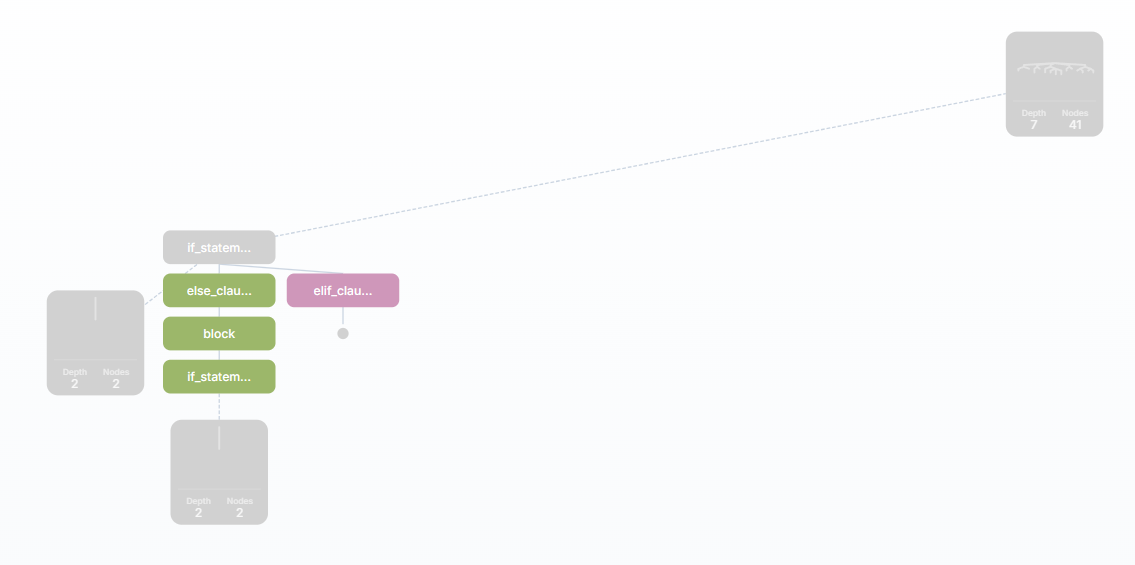 Depth Nodes
7 41
if_statem...
else_clau... elif_clau...
block
if_statem...
Depth Nodes
2 2
Depth Nodes
2 2